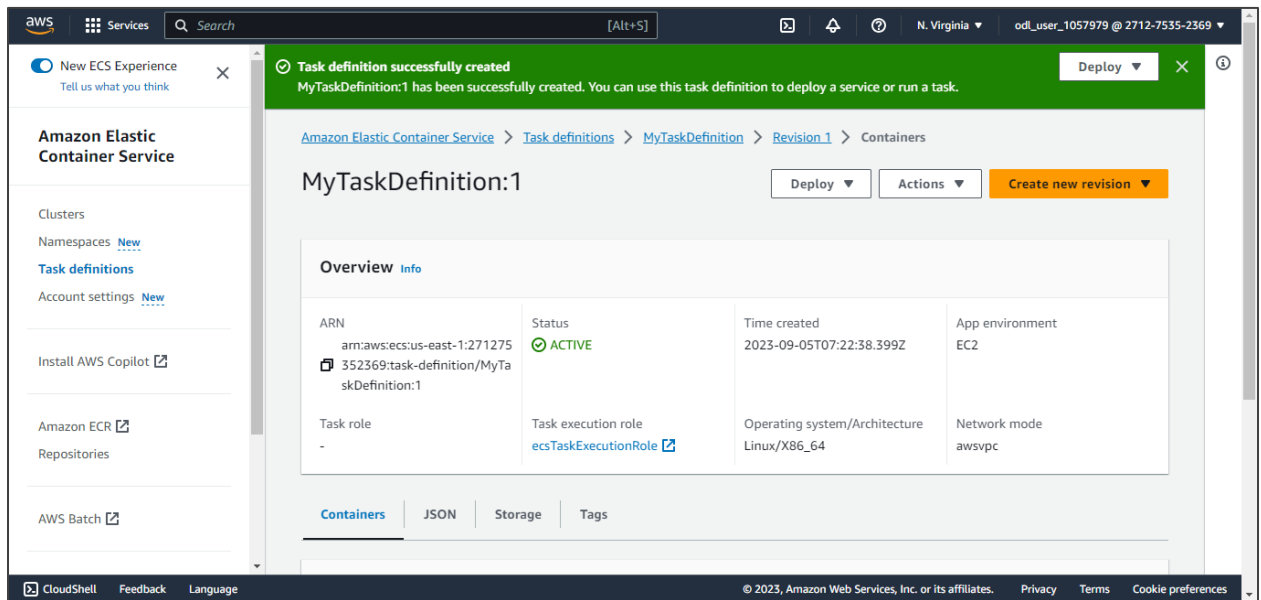 aws Services Search [Alt+S] N. Virginia ▼ odl_user_1057979 @ 2712-7535-2369 ▼
New ECS Experience
Tell us what you think
Amazon Elastic
Container Service
Clusters
Namespaces New
Task definitions
Account settings New
Install AWS Copilot
Amazon ECR
Repositories
AWS Batch
Task definition successfully created
MyTaskDefinition:1 has been successfully created. You can use this task definition to deploy a service or run a task.
Deploy ▼
Amazon Elastic Container Service > Task definitions > MyTaskDefinition > Revision 1 > Containers
MyTaskDefinition:1
Deploy ▼ Actions ▼ Create new revision ▼
Overview Info
ARN
arn:aws:ecs:us-east-1:271275
352369:task-definition/MyTa
skDefinition:1
Status
ACTIVE
Time created
2023-09-05T07:22:38.399Z
App environment
EC2
Task role
-
Task execution role
ecsTaskExecutionRole
Operating system/Architecture
Linux/X86_64
Network mode
awsvpc
Containers JSON Storage Tags
CloudShell Feedback Language © 2023, Amazon Web Services, Inc. or its affiliates. Privacy Terms Cookie preferences